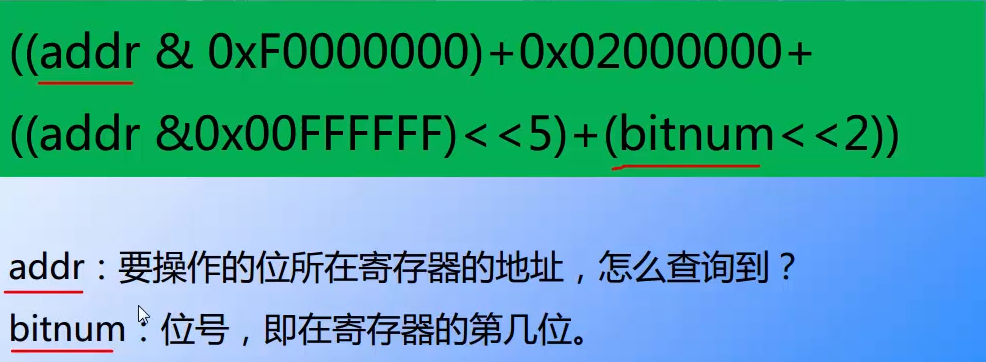 ((addr & 0xF0000000)+0x02000000+
((addr &0x00FFFFFF)<<5)+(bitnum<<2))
addr：要操作的位所在寄存器的地址，怎么查询到？
bitnum：位号，即在寄存器的第几位。